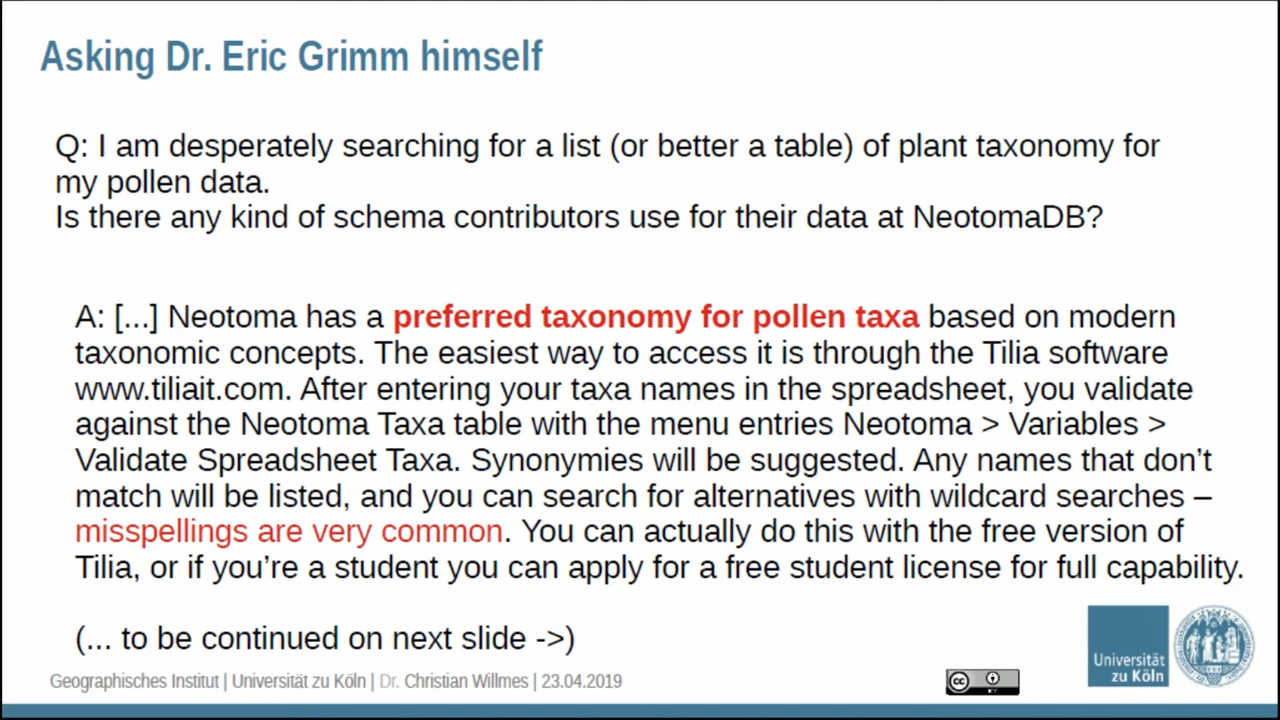 Asking Dr. Eric Grimm himself
Q: I am desperately searching for a list (or better a table) of plant taxonomy for
my pollen data.
Is there any kind of schema contributors use for their data at NeotomaDB?
A: [...] Neotoma has a preferred taxonomy for pollen taxa based on modern
taxonomic concepts. The easiest way to access it is through the Tilia software
www.tiliait.com. After entering your taxa names in the spreadsheet, you validate
against the Neotoma Taxa table with the menu entries Neotoma > Variables >
Validate Spreadsheet Taxa. Synonymies will be suggested. Any names that don’t
match will be listed, and you can search for alternatives with wildcard searches –
misspellings are very common. You can actually do this with the free version of
Tilia, or if you’re a student you can apply for a free student license for full capability.
(... to be continued on next slide ->)
Geographisches Institut | Universität zu Köln | Dr. Christian Willmes | 23.04.2019
cc
BY
Universität
zu Köln